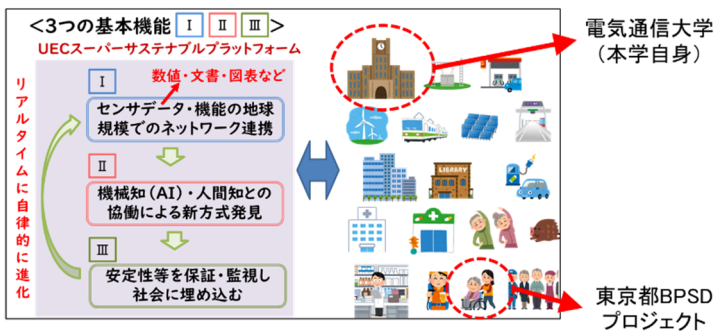 <3つの基本機能 Ⅰ Ⅱ Ⅲ>
UECスーパーサステナブルプラットフォーム
リアルタイムに自律的に進化
Ⅰ
数値・文書・図表など
センサデータ・機能の地球
規模でのネットワーク連携
Ⅱ
機械知(AI)・人間知との
協働による新方式発見
Ⅲ
安定性等を保証・監視し
社会に埋め込む
LIBRARY
電気通信大学
(本学自身)
東京都BPSD
プロジェクト